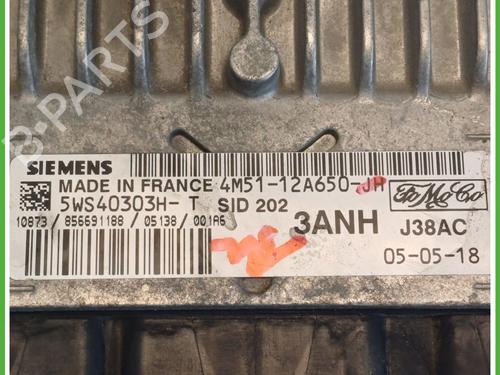 B-PARTS
SIEMENS
MADE IN FRANCE 4M51-12A650-JH
FoMoCo
5WS40303H- T SID 202
10873/856691188 /05138/ 001A6
3ANH J38AC
05-05-18